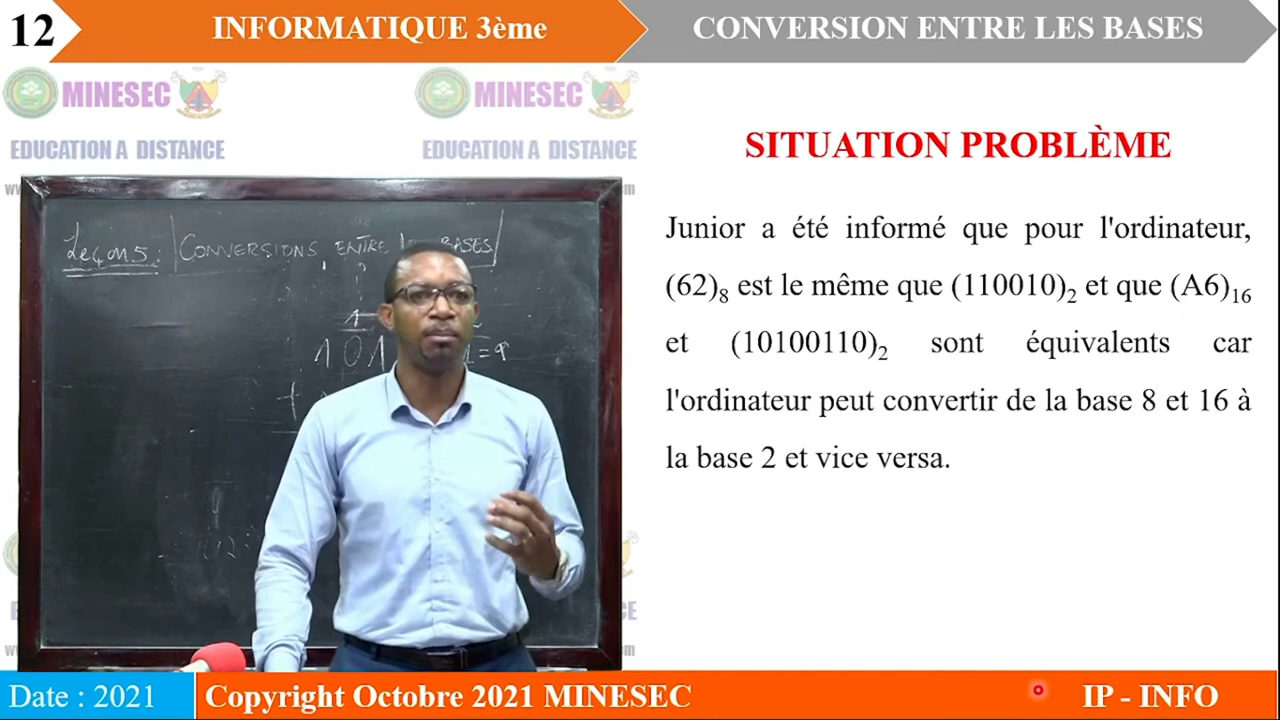 12
INFORMATIQUE 3ème
CONVERSION ENTRE LES BASES
MINESEC
MINESEC
EDUCATION A DISTANCE
EDUCATION A DISTANCE
SITUATION PROBLÈME
Junior a été informé que pour l'ordinateur,
(62)₈ est le même que (110010)₂ et que (A6)₁₆
et (10100110)₂ sont équivalents car
l'ordinateur peut convertir de la base 8 et 16 à
la base 2 et vice versa.
Leçon 5: CONVERSIONS ENTRE BASES
Date : 2021
Copyright Octobre 2021 MINESEC
IP - INFO